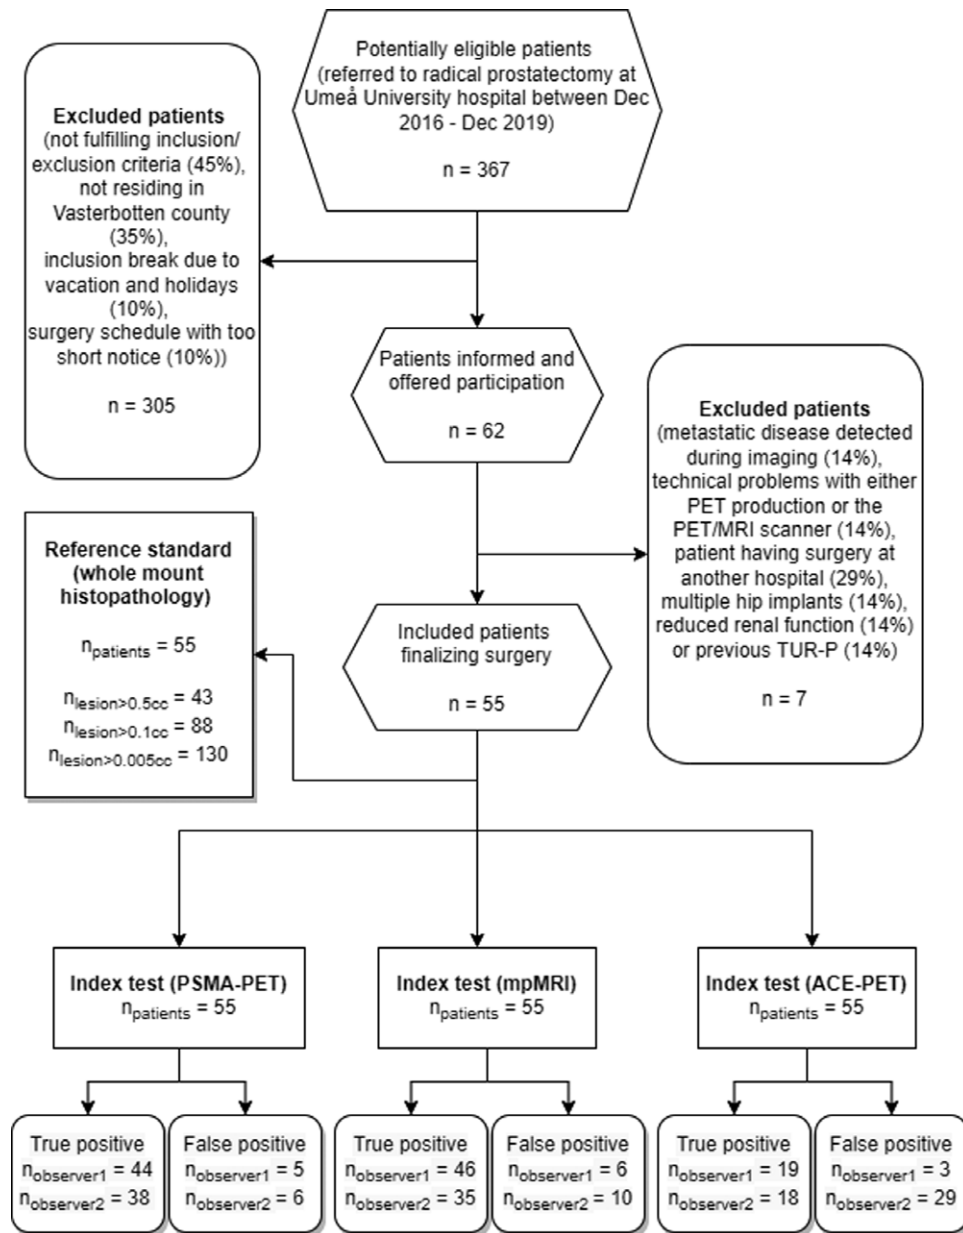 Potentially eligible patients
(referred to radical prostatectomy at
Umeå University hospital between Dec
2016 - Dec 2019)
n = 367
Excluded patients
(not fulfilling inclusion/
exclusion criteria (45%),
not residing in
Vasterbotten county
(35%),
inclusion break due to
vacation and holidays
(10%),
surgery schedule with too
short notice (10%))
n = 305
Patients informed and
offered participation
n = 62
Excluded patients
(metastatic disease detected
during imaging (14%),
technical problems with either
PET production or the
PET/MRI scanner (14%),
patient having surgery at
another hospital (29%),
multiple hip implants (14%),
reduced renal function (14%)
or previous TUR-P (14%)
n = 7
Reference standard
(whole mount
histopathology)
npatients = 55
nlesion>0.5cc = 43
nlesion>0.1cc = 88
nlesion>0.005cc = 130
Included patients
finalizing surgery
n = 55
Index test (PSMA-PET)
npatients = 55
Index test (mpMRI)
npatients = 55
Index test (ACE-PET)
npatients = 55
True positive
nobserver1 = 44
nobserver2 = 38
False positive
nobserver1 = 5
nobserver2 = 6
True positive
nobserver1 = 46
nobserver2 = 35
False positive
nobserver1 = 6
nobserver2 = 10
True positive
nobserver1 = 19
nobserver2 = 18
False positive
nobserver1 = 3
nobserver2 = 29